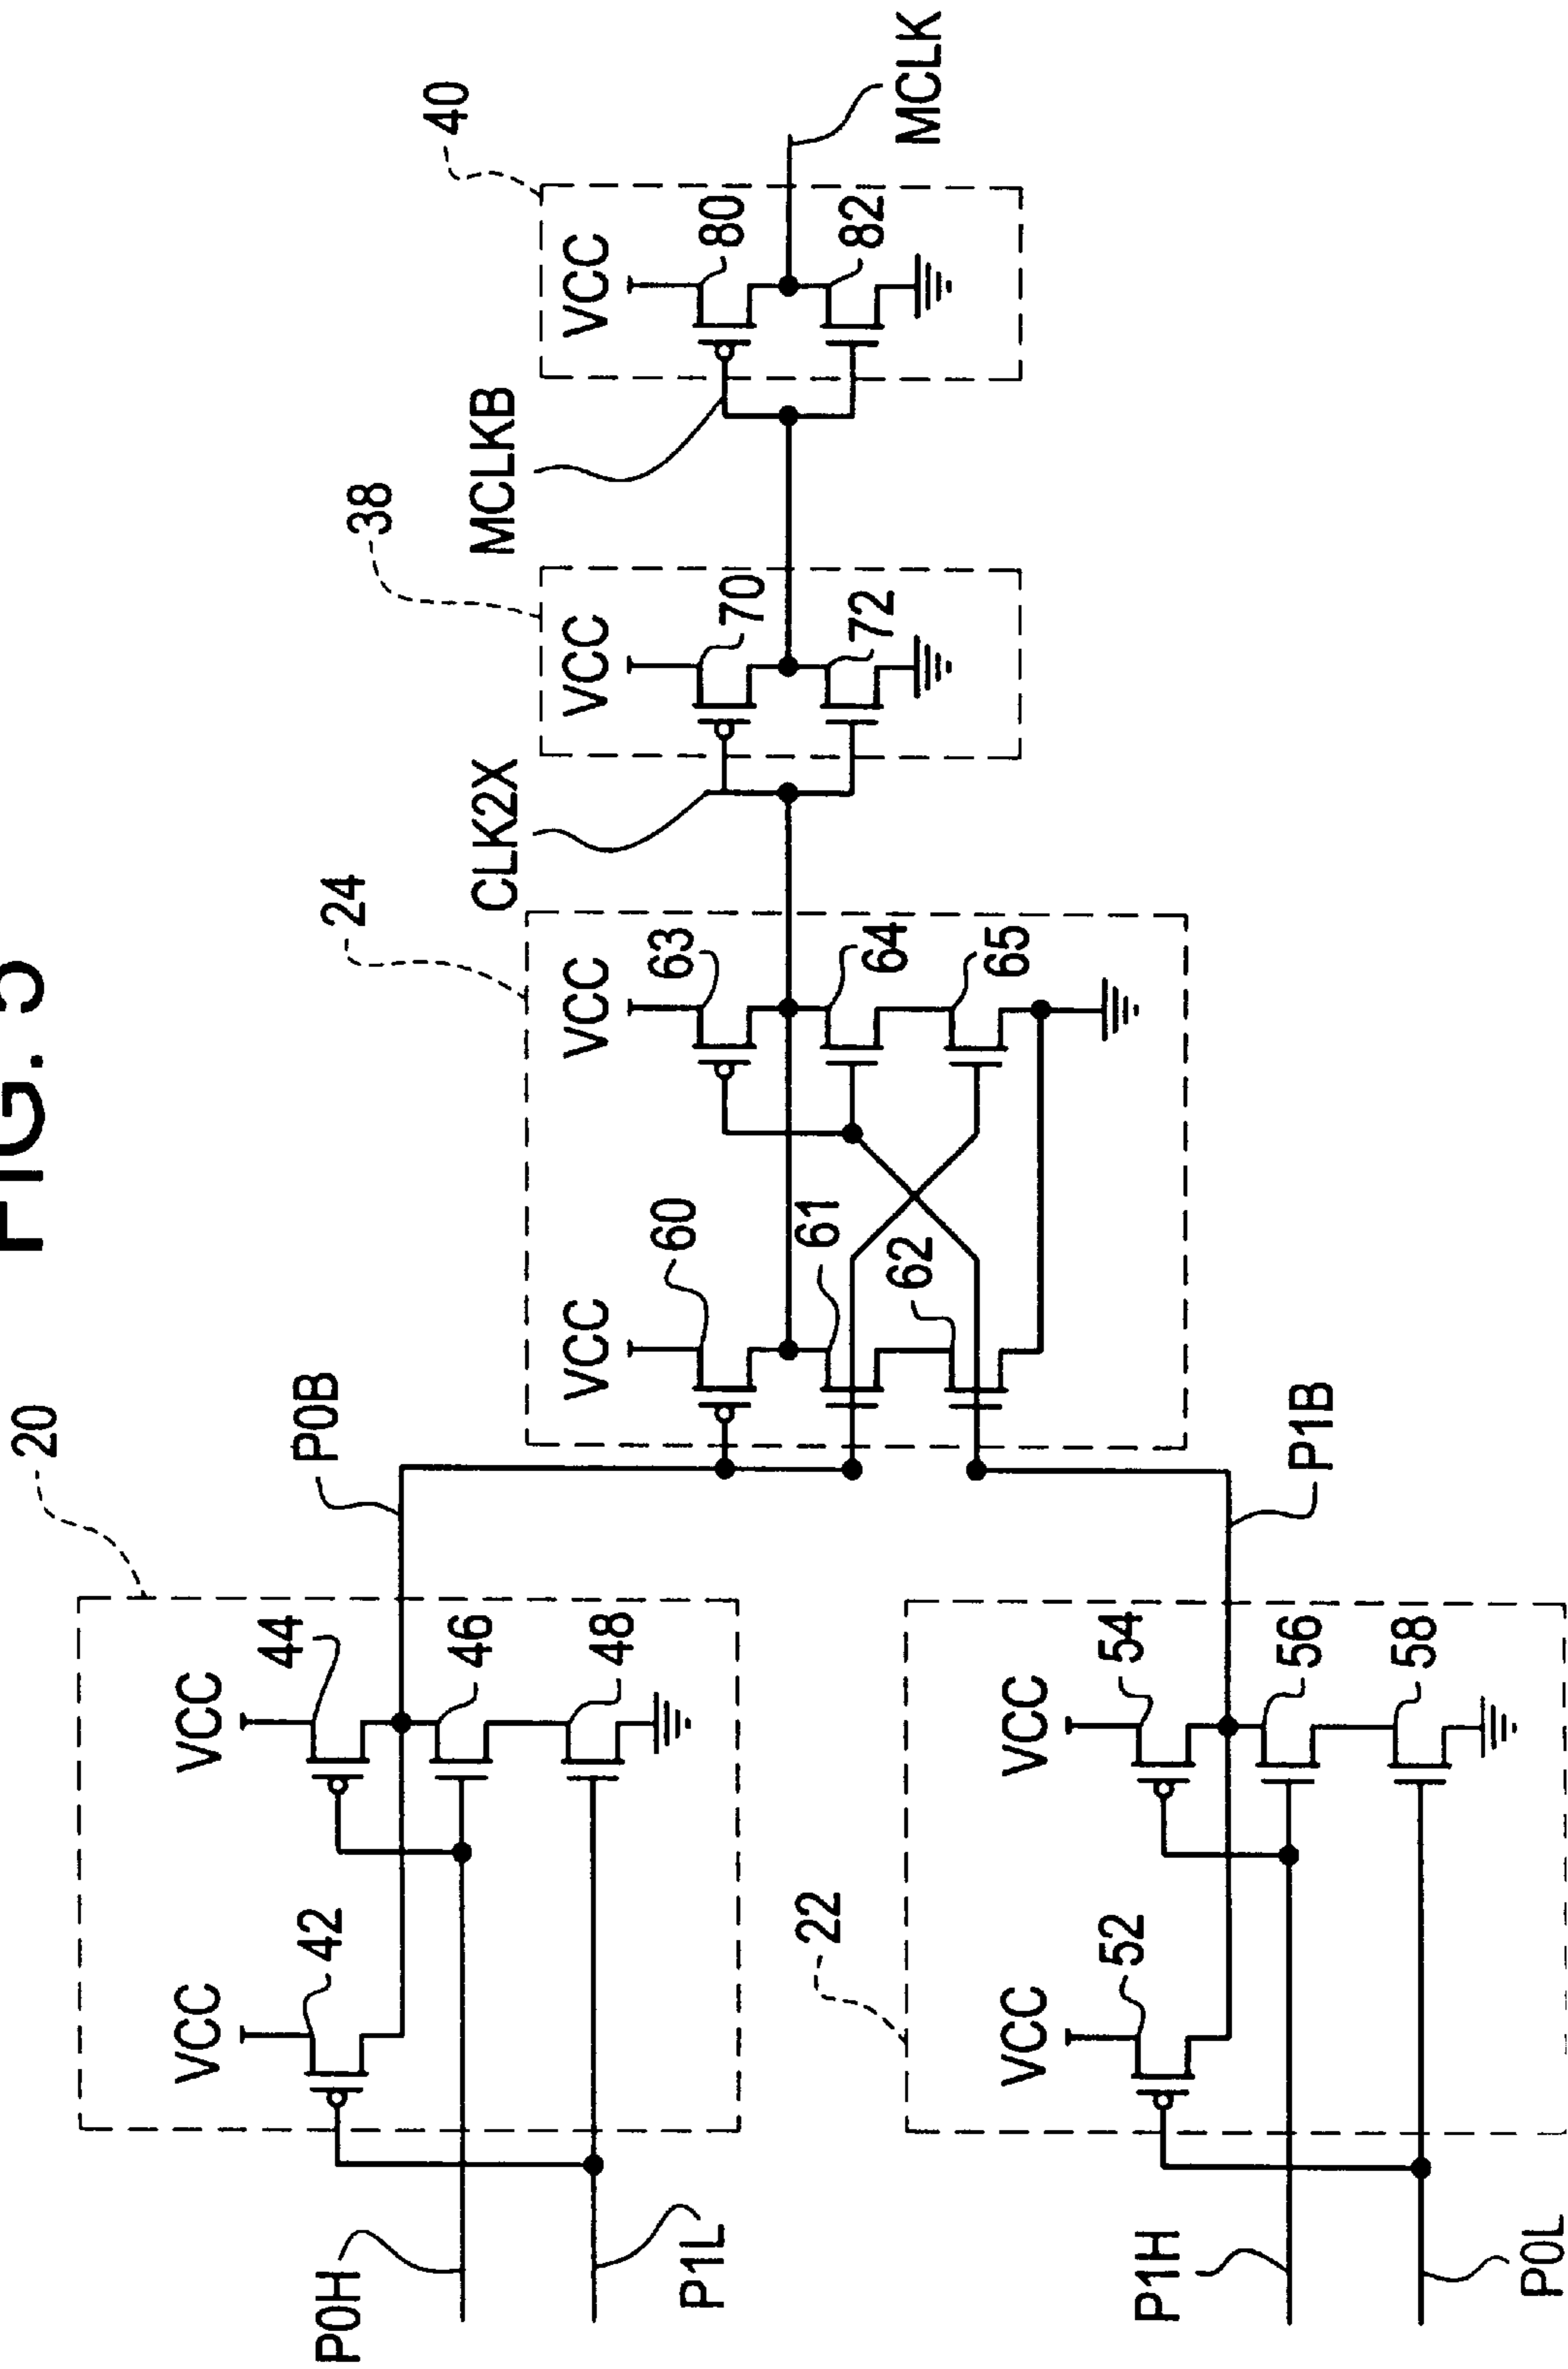 FIG. 5
20
P0B
VCC
VCC
42
44
46
48
P0H
P1L
24
VCC
VCC
60
63
61
64
62
65
CLK2X
38
VCC
70
72
MCLKB
40
VCC
80
82
MCLK
22
VCC
VCC
52
54
56
58
P1B
P1H
P0L